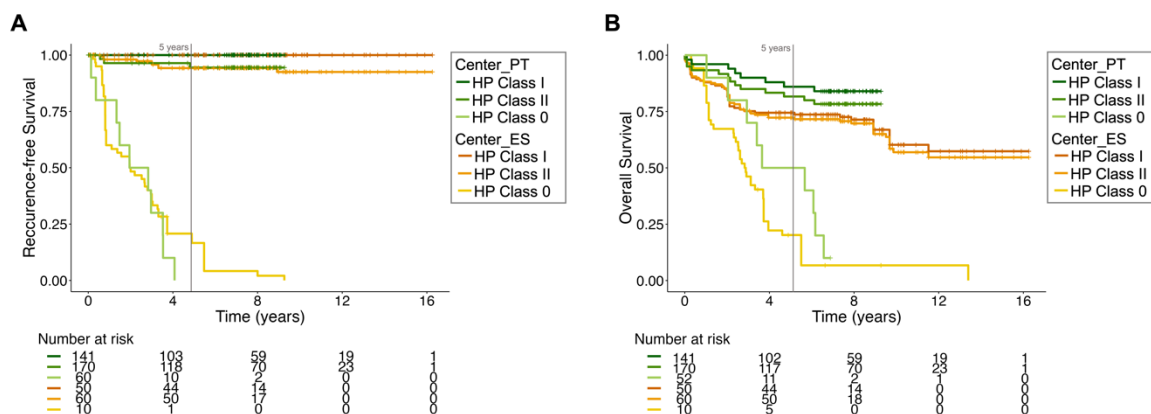 A
5 years
1.00
0.75
0.50
0.25
0.00
Reccurence-free Survival
0 4 8 12 16
Time (years)
Center_PT
HP Class I
HP Class II
HP Class 0
Center_ES
HP Class I
HP Class II
HP Class 0
Number at risk
141 103 59 19 1
170 118 70 23 1
60 10 2 0 0
50 44 14 0 0
60 50 17 0 0
10 1 0 0 0
B
5 years
1.00
0.75
0.50
0.25
0.00
Overall Survival
0 4 8 12 16
Time (years)
Center_PT
HP Class I
HP Class II
HP Class 0
Center_ES
HP Class I
HP Class II
HP Class 0
Number at risk
141 102 59 19 1
170 117 70 23 1
52 11 2 1 0
50 44 14 0 0
60 50 18 0 0
10 5 0 0 0